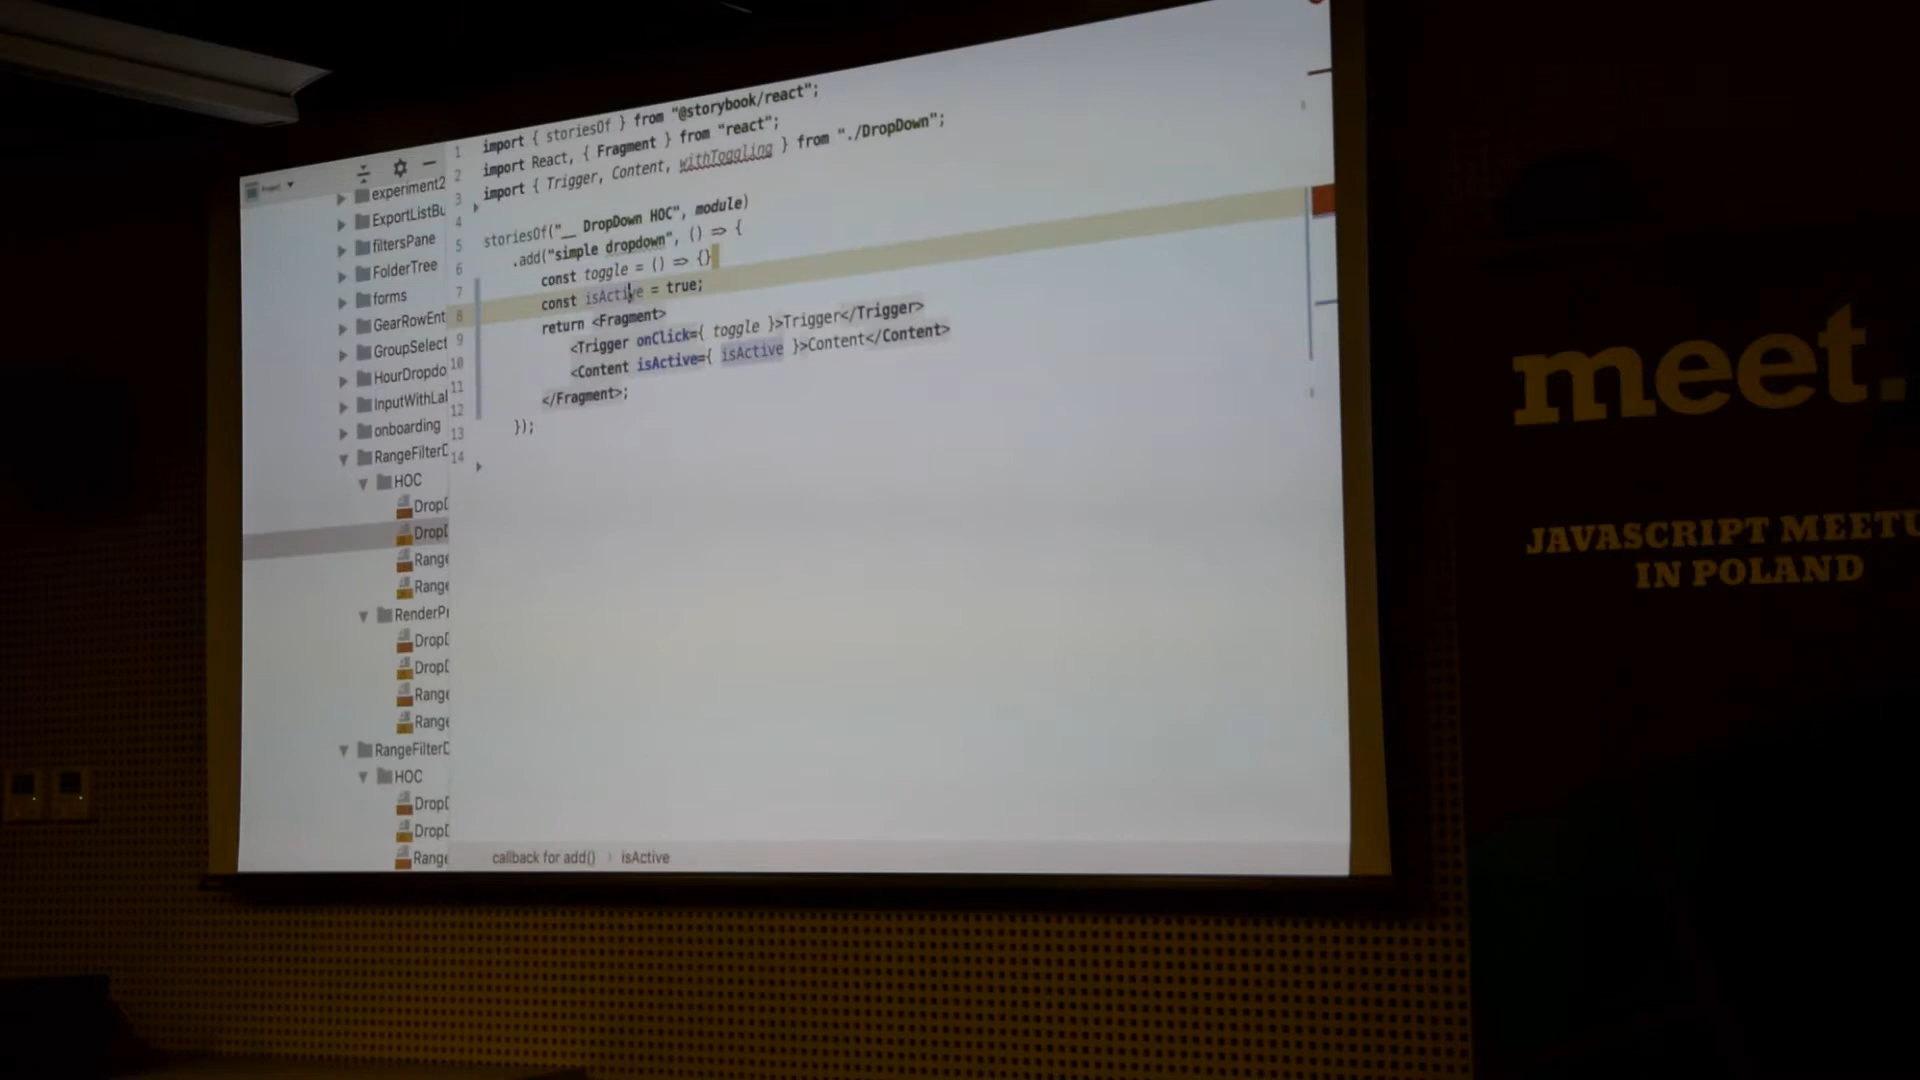 Project
experiment2
ExportListBu
filtersPane
FolderTree
forms
GearRowEnt
GroupSelect
HourDropdo
InputWithLal
onboarding
RangeFilterD
HOC
DropD
DropD
Range
Range
RenderPr
DropD
DropD
Range
Range
RangeFilterD
HOC
DropD
DropD
Range
1 import { storiesOf } from "@storybook/react";
2 import React, { Fragment } from "react";
3 import { Trigger, Content, withToggling } from "./DropDown";
4
5 storiesOf("__ DropDown HOC", module)
6 .add("simple dropdown", () => {
7 const toggle = () => {}
8 const isActive = true;
9 return <Fragment>
10 <Trigger onClick={ toggle }>Trigger</Trigger>
11 <Content isActive={ isActive }>Content</Content>
12 </Fragment>;
13 });
14
callback for add() › isActive
meet.
JAVASCRIPT MEETU
IN POLAND